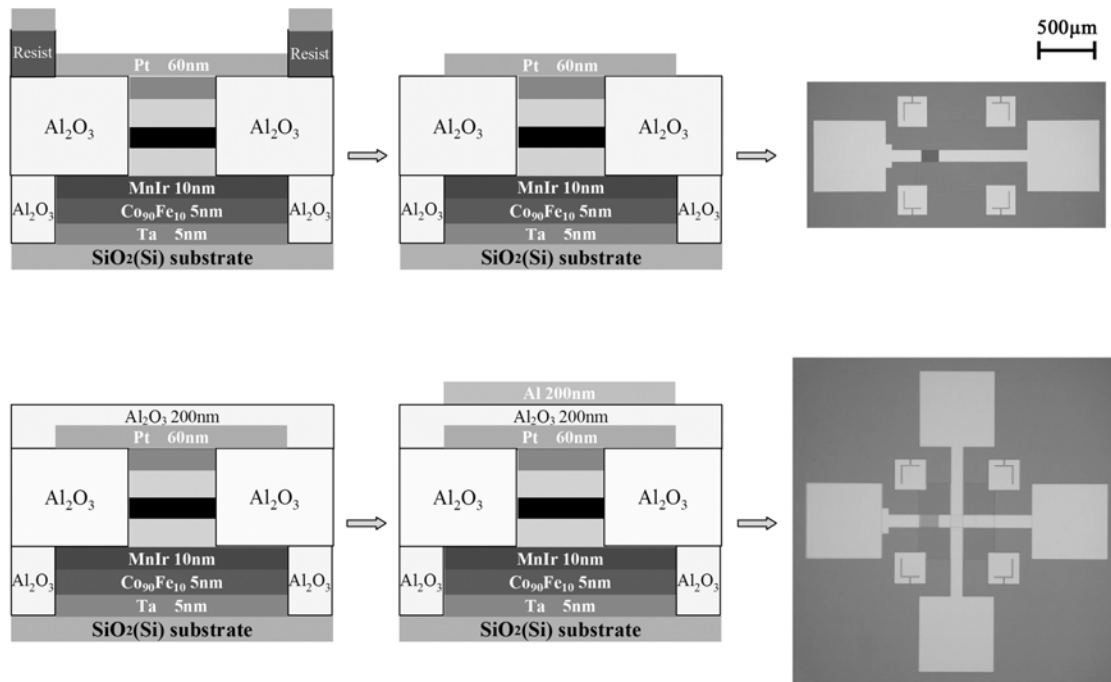 Resist
Resist
Pt 60nm
Al₂O₃
Al₂O₃
MnIr 10nm
Al₂O₃
Co₉₀Fe₁₀ 5nm
Al₂O₃
Ta 5nm
SiO₂(Si) substrate
Pt 60nm
Al₂O₃
Al₂O₃
MnIr 10nm
Al₂O₃
Co₉₀Fe₁₀ 5nm
Al₂O₃
Ta 5nm
SiO₂(Si) substrate
500μm
Al₂O₃ 200nm
Pt 60nm
Al₂O₃
Al₂O₃
MnIr 10nm
Al₂O₃
Co₉₀Fe₁₀ 5nm
Al₂O₃
Ta 5nm
SiO₂(Si) substrate
Al 200nm
Al₂O₃ 200nm
Pt 60nm
Al₂O₃
Al₂O₃
MnIr 10nm
Al₂O₃
Co₉₀Fe₁₀ 5nm
Al₂O₃
Ta 5nm
SiO₂(Si) substrate